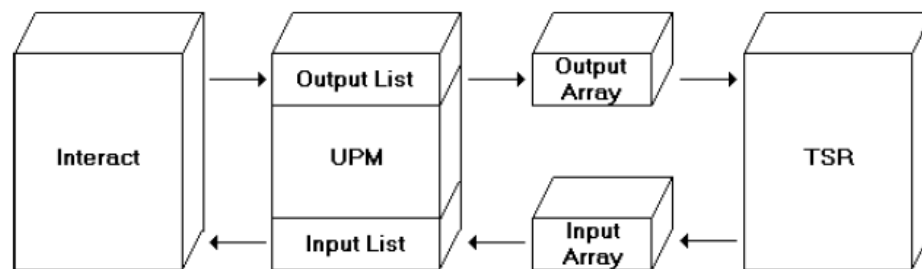 Interact
Output List
UPM
Input List
Output
Array
Input
Array
TSR